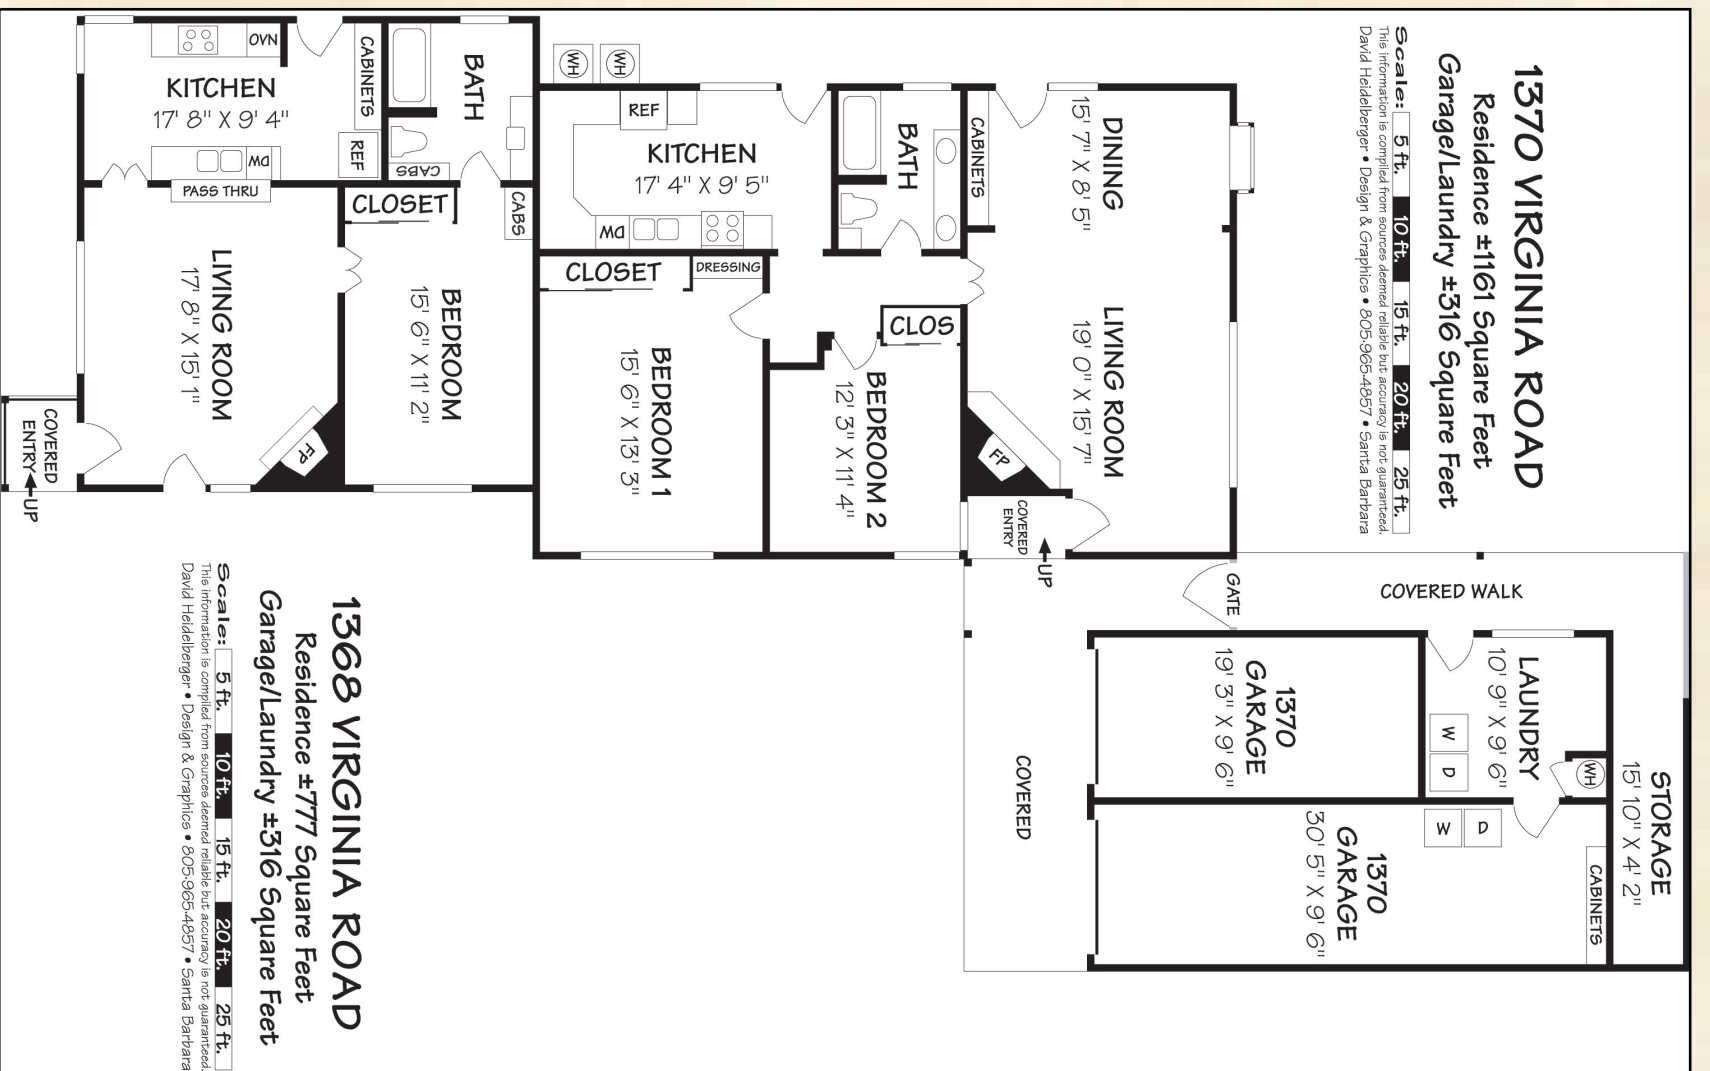 1370 VIRGINIA ROAD
Residence ±1161 Square Feet
Garage/Laundry ±316 Square Feet
Scale: 5 ft. 10 ft. 15 ft. 20 ft. 25 ft.
This information is compiled from sources deemed reliable but accuracy is not guaranteed.
David Heidelberger • Design & Graphics • 805-965-4857 • Santa Barbara
OVN
KITCHEN
17' 8" X 9' 4"
CABINETS
REF
DW
PASS THRU
BATH
CABS
CLOSET
CABS
LIVING ROOM
17' 8" X 15' 1"
BEDROOM
15' 6" X 11' 2"
FP
COVERED
ENTRY
UP
WH
WH
REF
KITCHEN
17' 4" X 9' 5"
DW
BATH
CABINETS
DINING
15' 7" X 8' 5"
CLOSET
DRESSING
CLOS
BEDROOM 1
15' 6" X 13' 3"
BEDROOM 2
12' 3" X 11' 4"
LIVING ROOM
19' 0" X 15' 7"
FP
COVERED
ENTRY
UP
GATE
COVERED WALK
1370
GARAGE
19' 3" X 9' 6"
LAUNDRY
10' 9" X 9' 6"
W
D
WH
STORAGE
15' 10" X 4' 2"
COVERED
1370
GARAGE
30' 5" X 9' 6"
W
D
CABINETS
1368 VIRGINIA ROAD
Residence ±777 Square Feet
Garage/Laundry ±316 Square Feet
Scale: 5 ft. 10 ft. 15 ft. 20 ft. 25 ft.
This information is compiled from sources deemed reliable but accuracy is not guaranteed.
David Heidelberger • Design & Graphics • 805-965-4857 • Santa Barbara